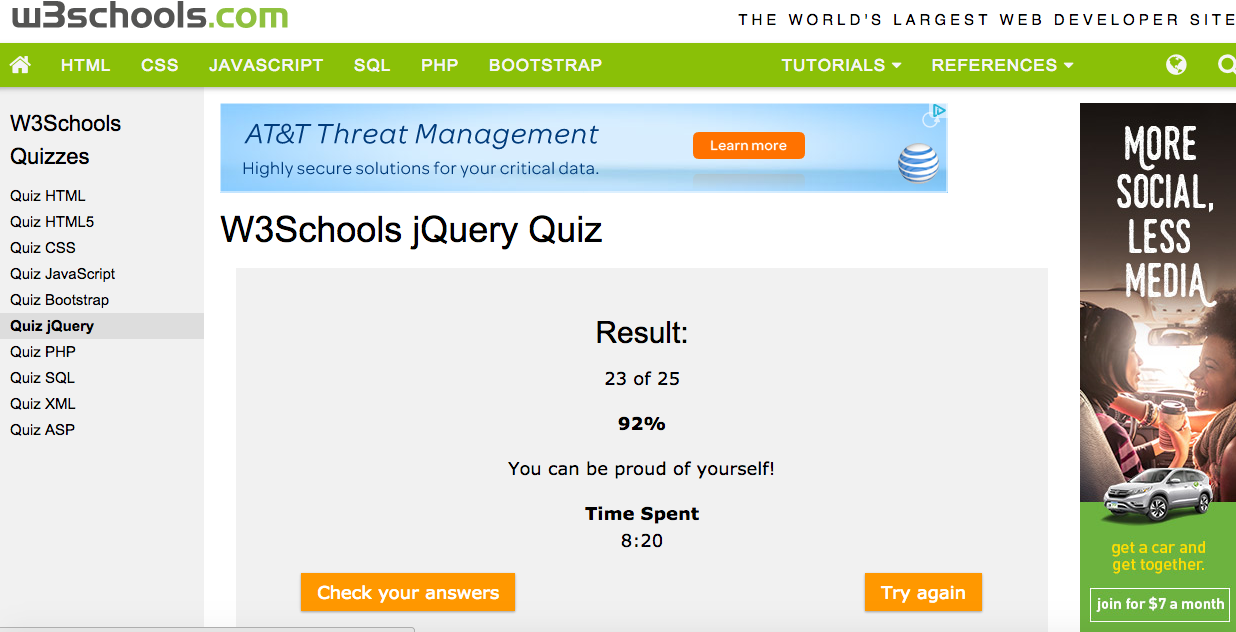 w3schools.com
THE WORLD'S LARGEST WEB DEVELOPER SITE
HTML CSS JAVASCRIPT SQL PHP BOOTSTRAP TUTORIALS REFERENCES
W3Schools
Quizzes
Quiz HTML
Quiz HTML5
Quiz CSS
Quiz JavaScript
Quiz Bootstrap
Quiz jQuery
Quiz PHP
Quiz SQL
Quiz XML
Quiz ASP
AT&T Threat Management
Highly secure solutions for your critical data.
Learn more
W3Schools jQuery Quiz
Result:
23 of 25
92%
You can be proud of yourself!
Time Spent
8:20
Check your answers
Try again
MORE
SOCIAL,
LESS
MEDIA
get a car and
get together.
join for $7 a month